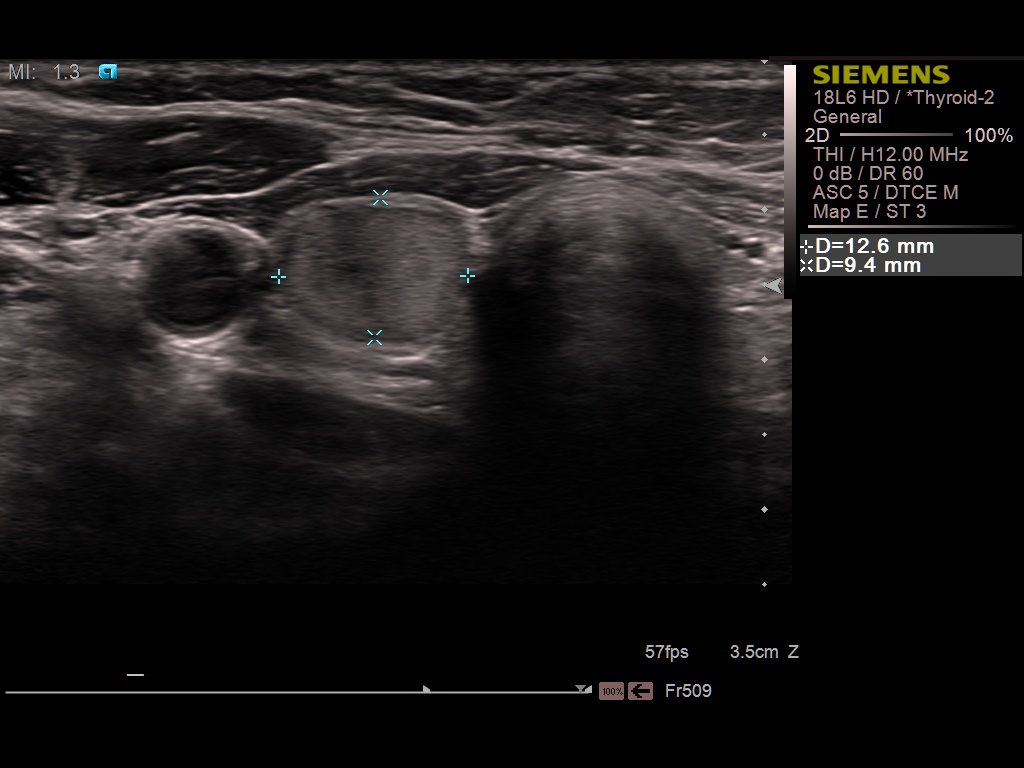 MI: 1.3
SIEMENS
18L6 HD / *Thyroid-2
General
2D 100%
THI / H12.00 MHz
0 dB / DR 60
ASC 5 / DTCE M
Map E / ST 3
D=12.6 mm
D=9.4 mm
57fps 3.5cm Z
100% Fr509